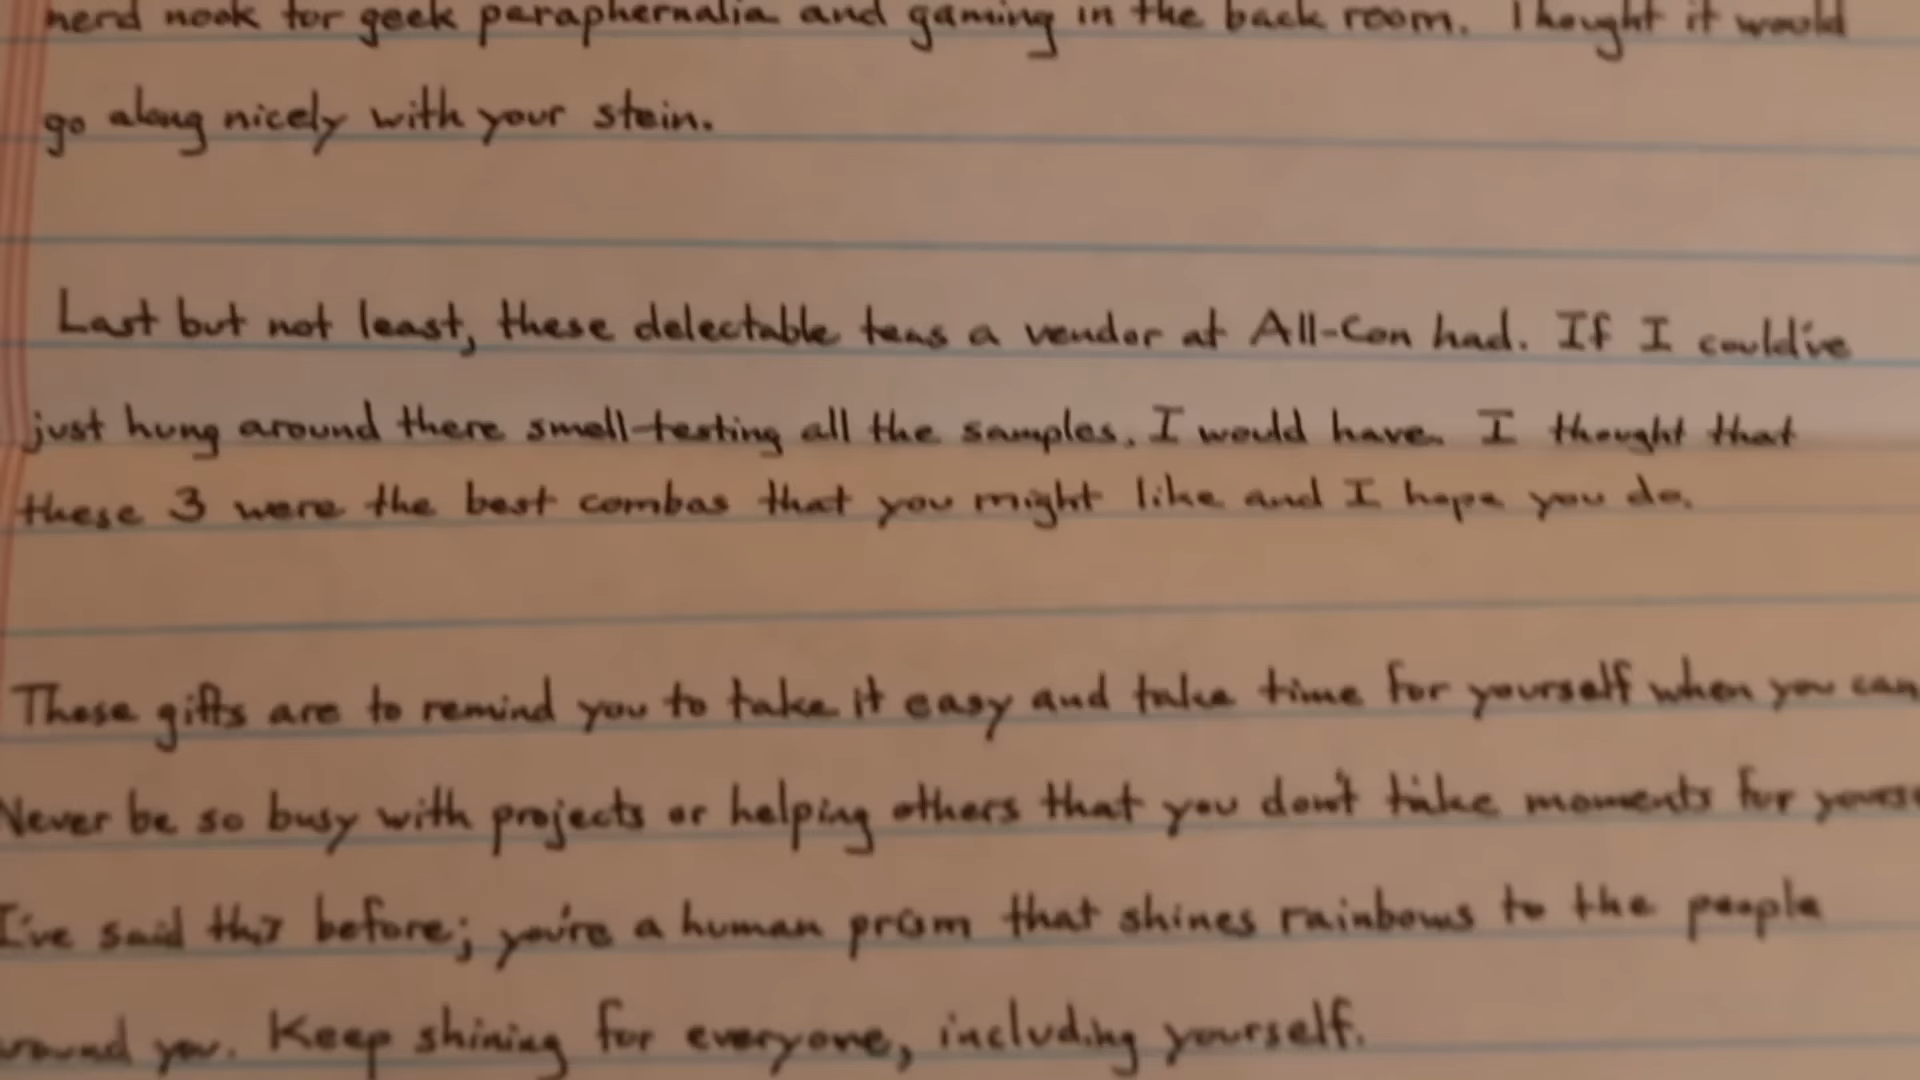 nerd nook for geek paraphernalia and gaming in the back room. Thought it would
go along nicely with your stein.
Last but not least, these delectable teas a vendor at All-Con had. If I could've
just hung around there smell-testing all the samples, I would have. I thought that
these 3 were the best combos that you might like and I hope you do.
These gifts are to remind you to take it easy and take time for yourself when you can
Never be so busy with projects or helping others that you don't take moments for yourse
I've said this before; you're a human prism that shines rainbows to the people
around you. Keep shining for everyone, including yourself.